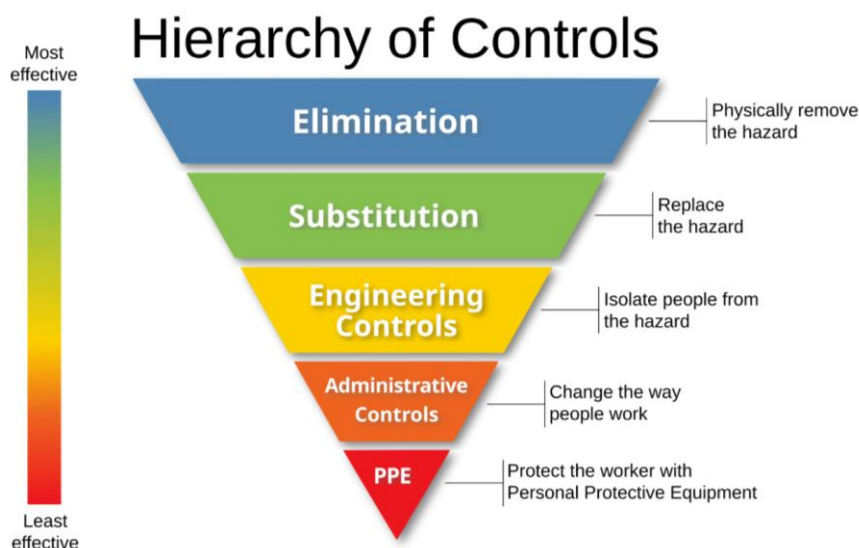 Hierarchy of Controls
Most
effective
Elimination
Physically remove
the hazard
Substitution
Replace
the hazard
Engineering
Controls
Isolate people from
the hazard
Administrative
Controls
Change the way
people work
PPE
Protect the worker with
Personal Protective Equipment
Least
effective